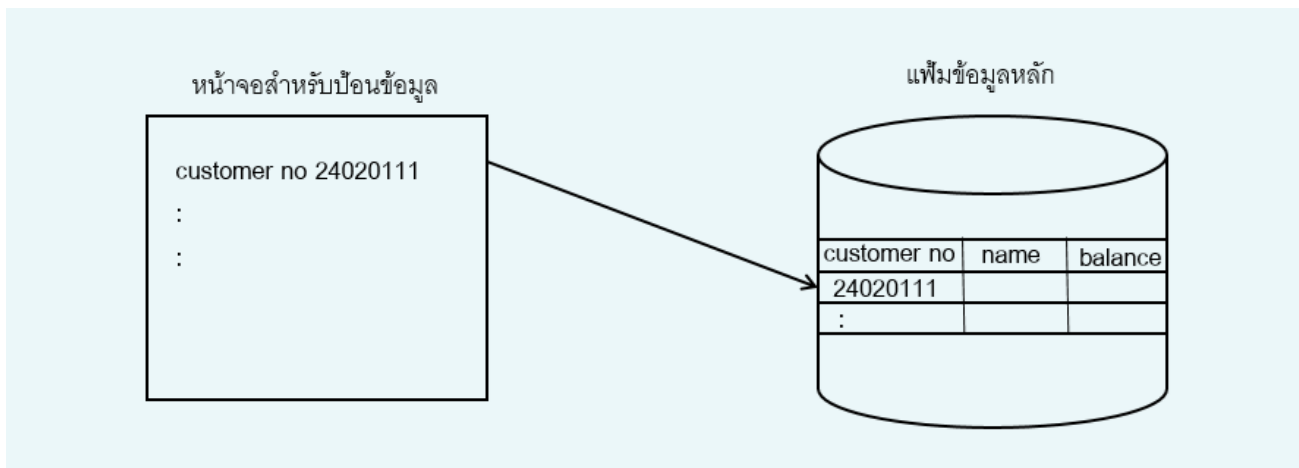 หน้าจอสำหรับป้อนข้อมูล
customer no 24020111
:
:
แฟ้มข้อมูลหลัก
customer no name balance
24020111
: